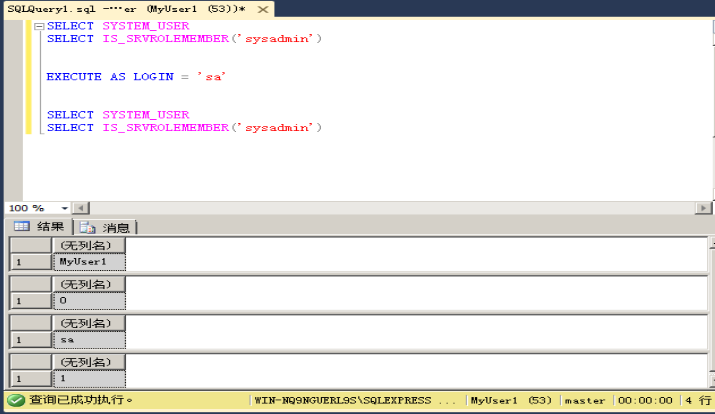 SQLQuery1.sql -···er (MyUser1 (53))*
SELECT SYSTEM_USER
SELECT IS_SRVROLEMEMBER('sysadmin')
EXECUTE AS LOGIN = 'sa'
SELECT SYSTEM_USER
SELECT IS_SRVROLEMEMBER('sysadmin')
100 %
结果 消息
(无列名)
1 MyUser1
(无列名)
1 0
(无列名)
1 sa
(无列名)
1 1
查询已成功执行。 WIN-NQ9NGUERL9S\SQLEXPRESS ... MyUser1 (53) master 00:00:00 4 行